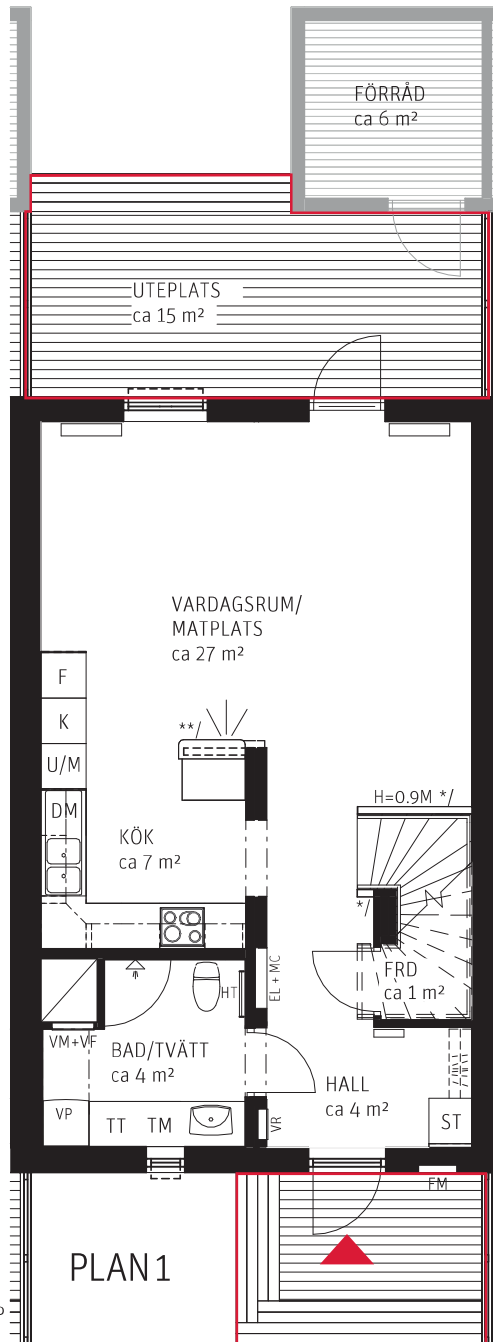 FÖRRÅD
ca 6 m²
UTEPLATS
ca 15 m²
VARDAGSRUM/
MATPLATS
ca 27 m²
F
K
**/
U/M
DM
H=0.9M */
KÖK
ca 7 m²
*/
EL + MC
FRD
ca 1 m²
HT
VM+VF
BAD/TVÄTT
ca 4 m²
HALL
ca 4 m²
VP
TT
TM
VR
ST
FM
PLAN 1